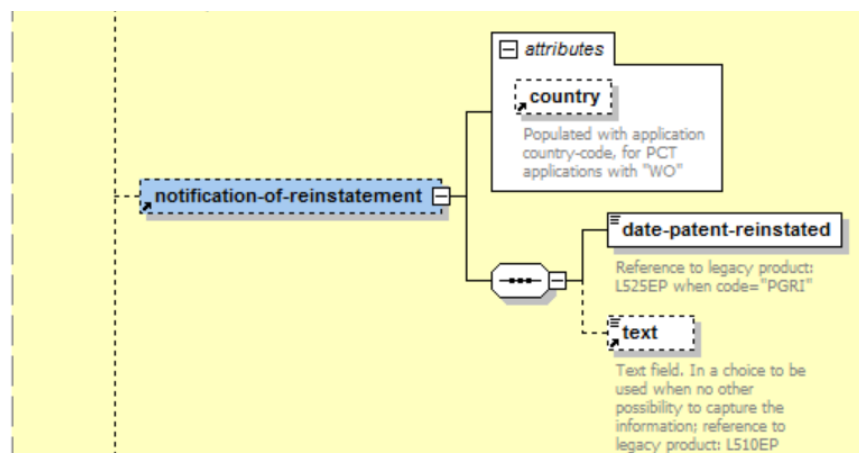 attributes
country
Populated with application
country-code, for PCT
applications with "WO"
notification-of-reinstatement
date-patent-reinstated
Reference to legacy product:
L525EP when code="PGRI"
text
Text field. In a choice to be
used when no other
possibility to capture the
information; reference to
legacy product: L510EP